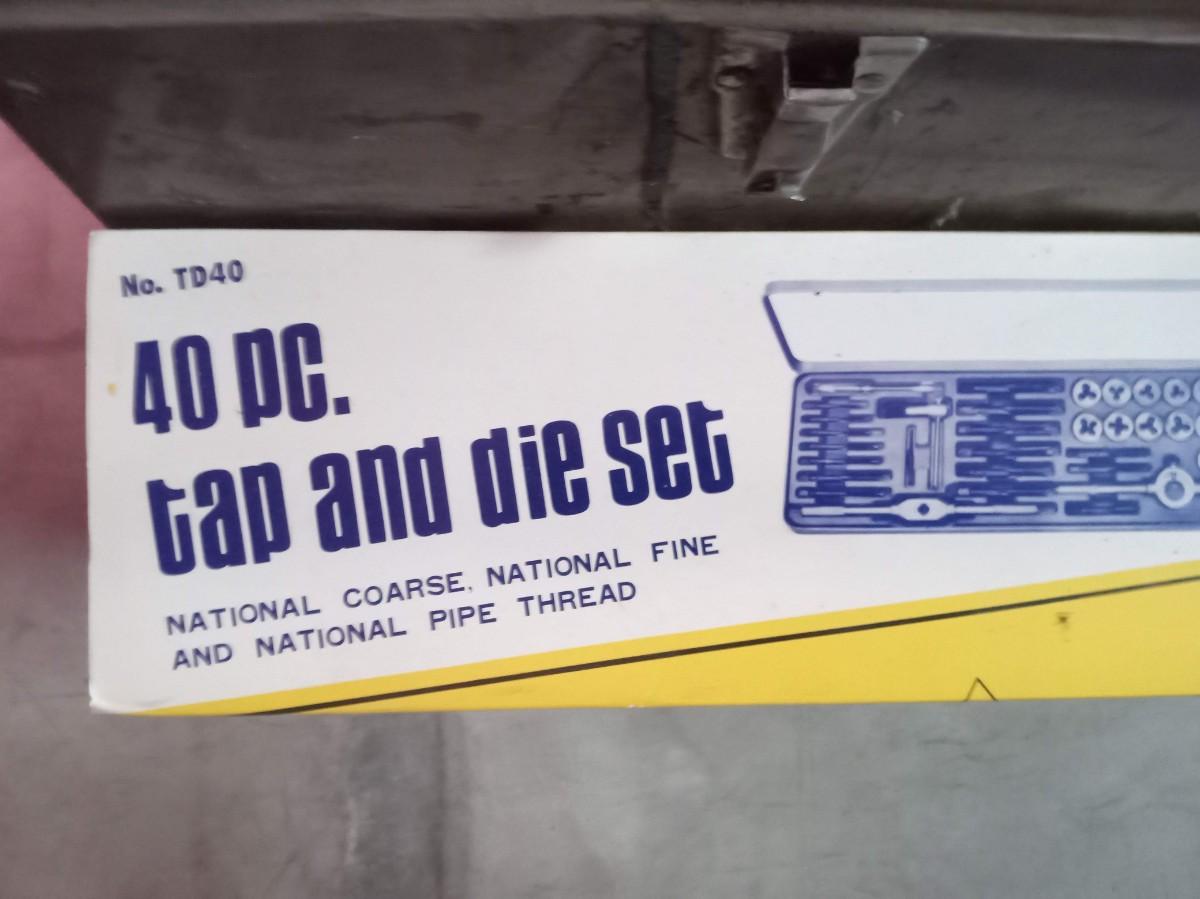 No. TD40
40 pc.
tap and die set
NATIONAL COARSE, NATIONAL FINE
AND NATIONAL PIPE THREAD